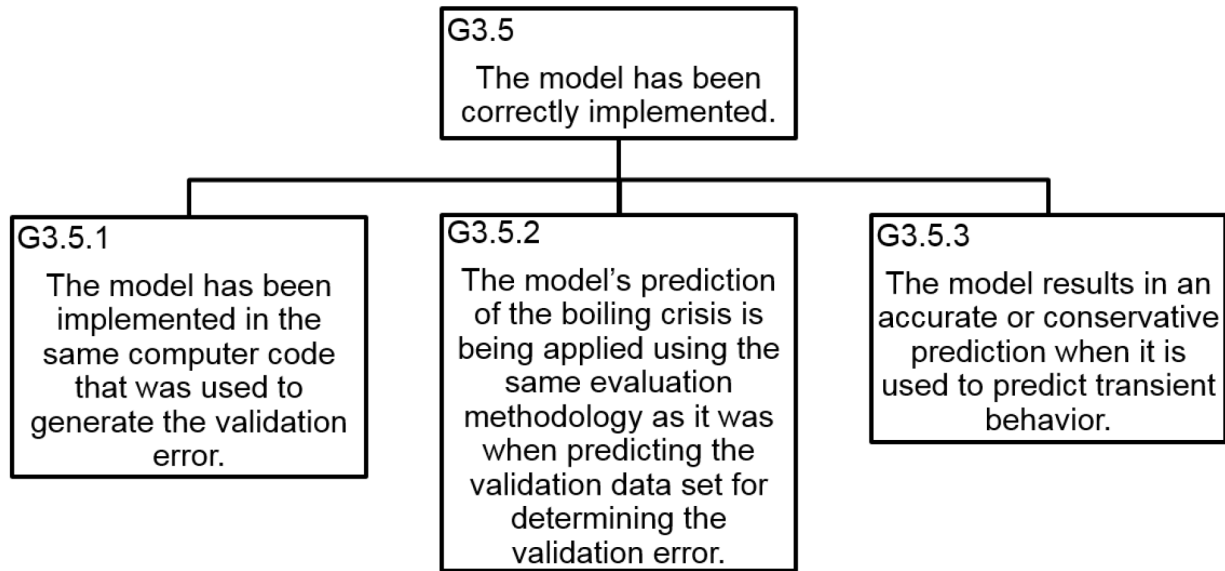 G3.5
The model has been
correctly implemented.
G3.5.1
The model has been
implemented in the
same computer code
that was used to
generate the validation
error.
G3.5.2
The model’s prediction
of the boiling crisis is
being applied using the
same evaluation
methodology as it was
when predicting the
validation data set for
determining the
validation error.
G3.5.3
The model results in an
accurate or conservative
prediction when it is
used to predict transient
behavior.